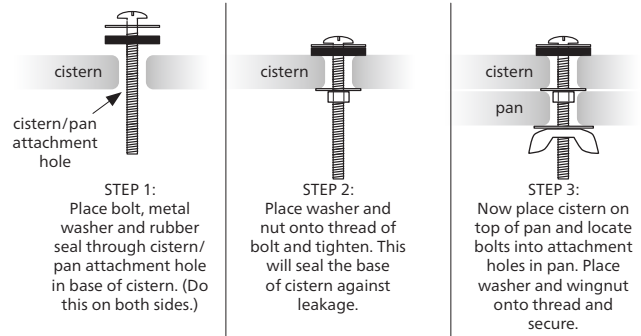 cistern
cistern/pan
attachment
hole
STEP 1:
Place bolt, metal
washer and rubber
seal through cistern/
pan attachment hole
in base of cistern. (Do
this on both sides.)
cistern
STEP 2:
Place washer and
nut onto thread of
bolt and tighten. This
will seal the base
of cistern against
leakage.
cistern
pan
STEP 3:
Now place cistern on
top of pan and locate
bolts into attachment
holes in pan. Place
washer and wingnut
onto thread and
secure.